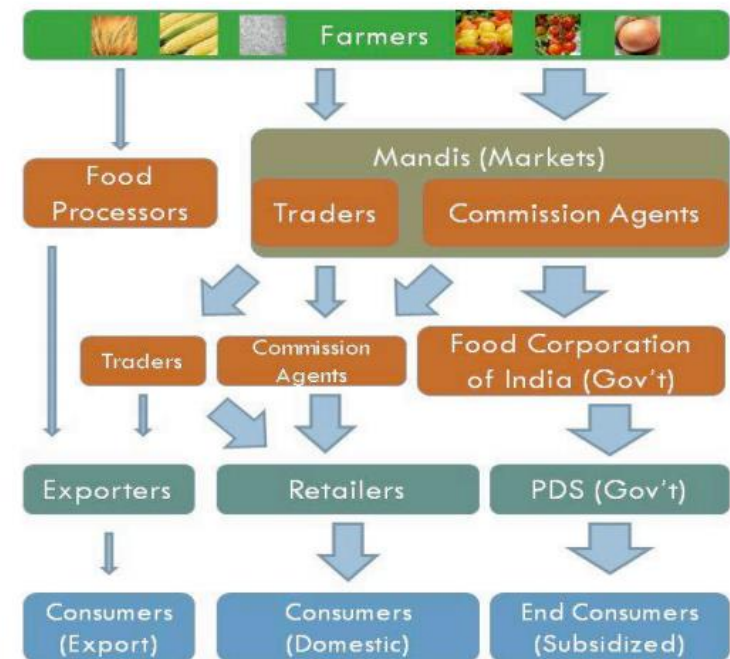 Farmers
Mandis (Markets)
Food
Processors
Traders
Commission Agents
Traders
Commission
Agents
Food Corporation
of India (Gov't)
Exporters
Retailers
PDS (Gov't)
Consumers
(Export)
Consumers
(Domestic)
End Consumers
(Subsidized)